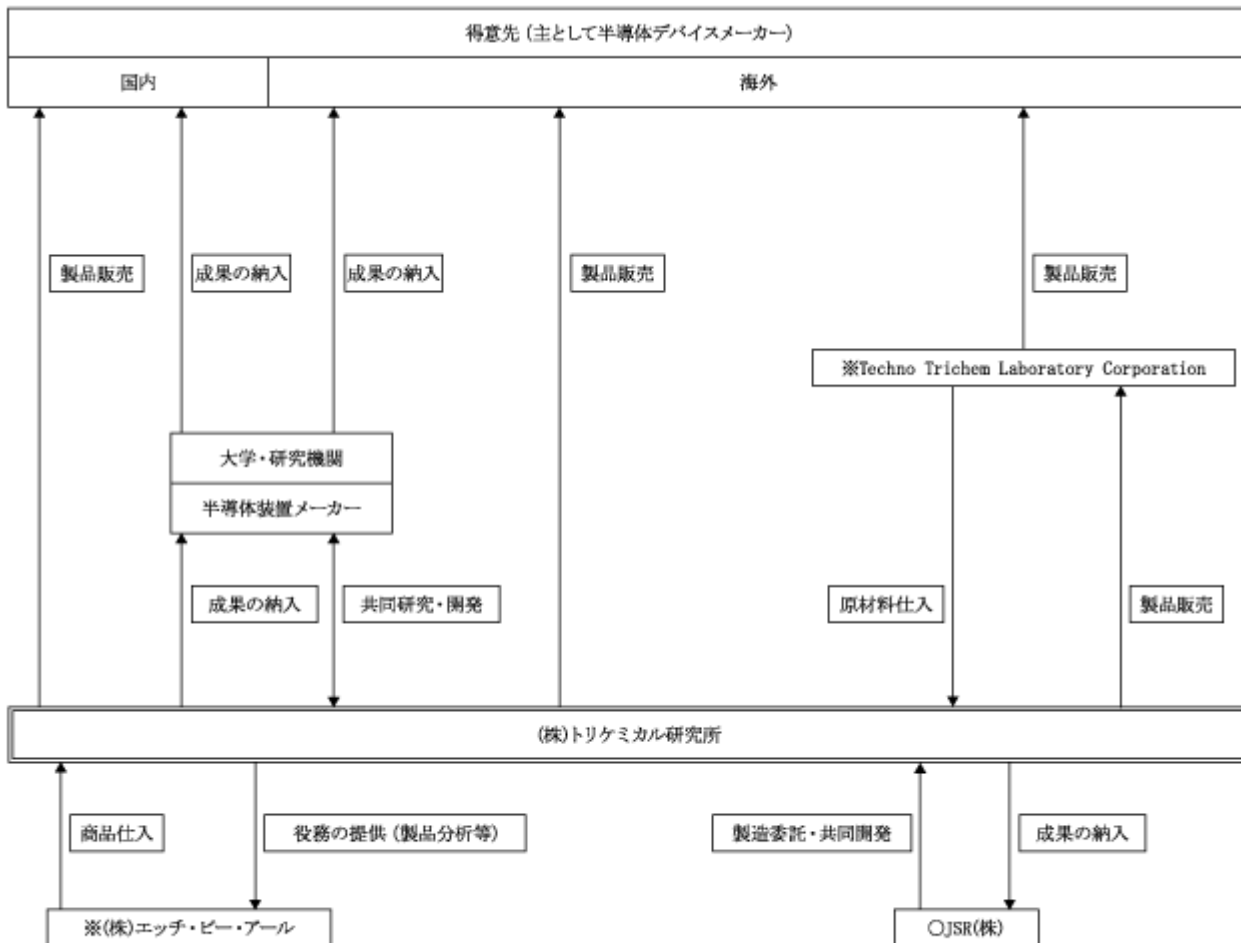 得意先(主として半導体デバイスメーカー)
国内
海外
製品販売
成果の納入
成果の納入
製品販売
製品販売
※Techno Trichem Laboratory Corporation
大学・研究機関
半導体装置メーカー
成果の納入
共同研究・開発
原材料仕入
製品販売
(株)トリケミカル研究所
商品仕入
役務の提供(製品分析等)
製造委託・共同開発
成果の納入
※(株)エッチ・ビー・アール
○JSR(株)